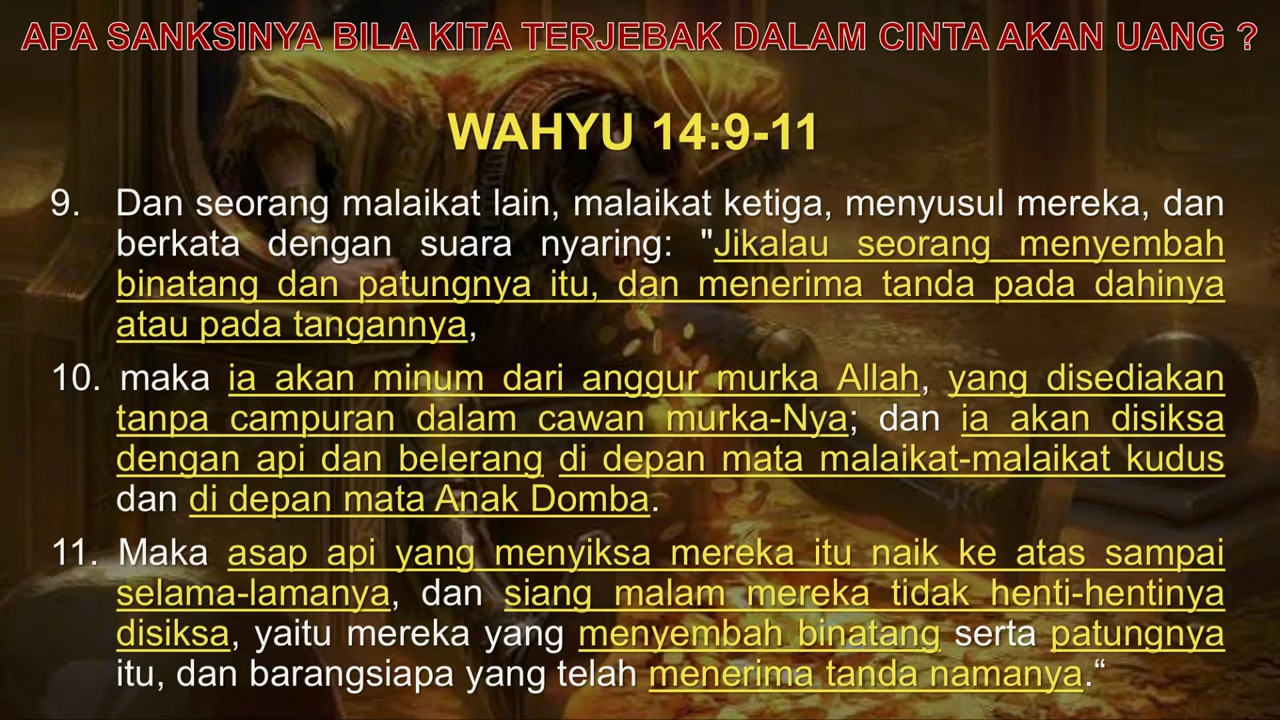 APA SANKSINYA BILA KITA TERJEBAK DALAM CINTA AKAN UANG ?
WAHYU 14:9-11
9. Dan seorang malaikat lain, malaikat ketiga, menyusul mereka, dan
berkata dengan suara nyaring: "Jikalau seorang menyembah
binatang dan patungnya itu, dan menerima tanda pada dahinya
atau pada tangannya,
10. maka ia akan minum dari anggur murka Allah, yang disediakan
tanpa campuran dalam cawan murka-Nya; dan ia akan disiksa
dengan api dan belerang di depan mata malaikat-malaikat kudus
dan di depan mata Anak Domba.
11. Maka asap api yang menyiksa mereka itu naik ke atas sampai
selama-lamanya, dan siang malam mereka tidak henti-hentinya
disiksa, yaitu mereka yang menyembah binatang serta patungnya
itu, dan barangsiapa yang telah menerima tanda namanya.“